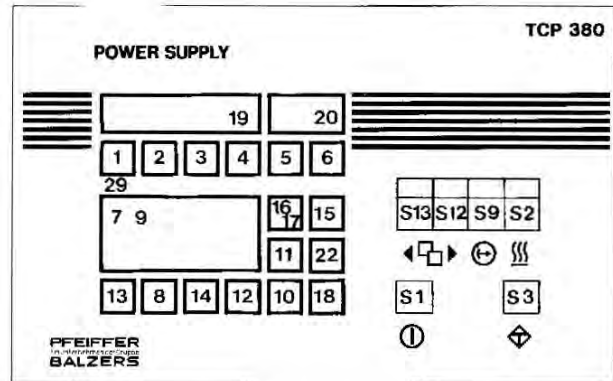 TCP 380
POWER SUPPLY
19 20
1 2 3 4 5 6
29
7 9 16 17 15
S13 S12 S9 S2
11 22
13 8 14 12 10 18
S1 S3
PFEIFFER
BALZERS